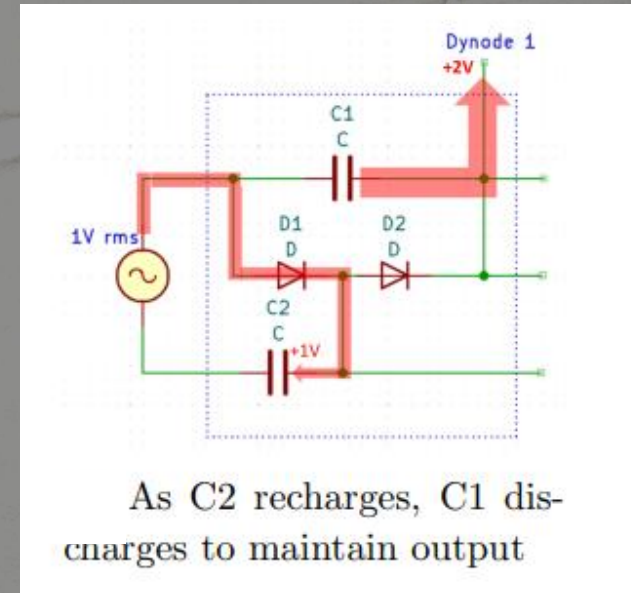 Dynode 1
+2V
C1
C
1V rms
D1
D
D2
D
C2
C
+1V
As C2 recharges, C1 dis-
charges to maintain output